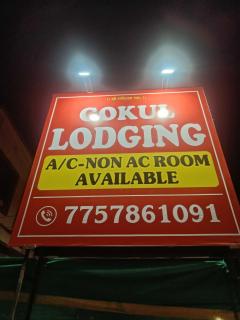 GOKUL
LODGING
A/C-NON AC ROOM
AVAILABLE
7757861091